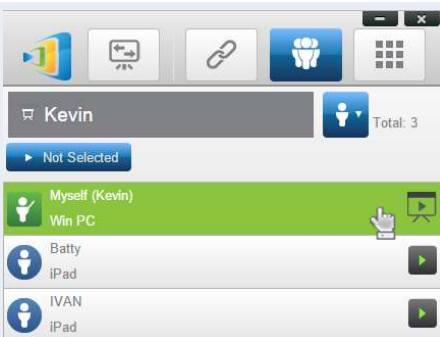 Kevin
Total: 3
Not Selected
Myself (Kevin)
Win PC
Batty
iPad
IVAN
iPad